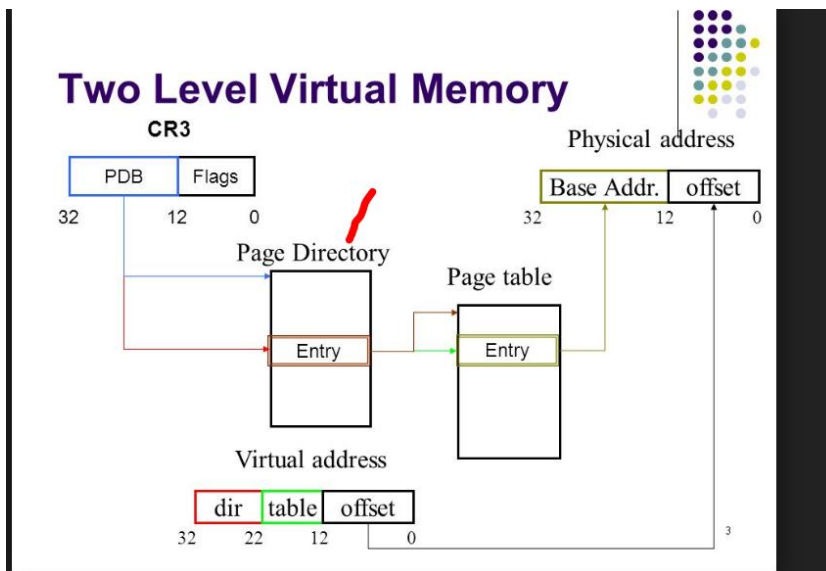 Two Level Virtual Memory
CR3
PDB Flags
32 12 0
Physical address
Base Addr. offset
32 12 0
Page Directory
Entry
Page table
Entry
Virtual address
dir table offset
32 22 12 0
3